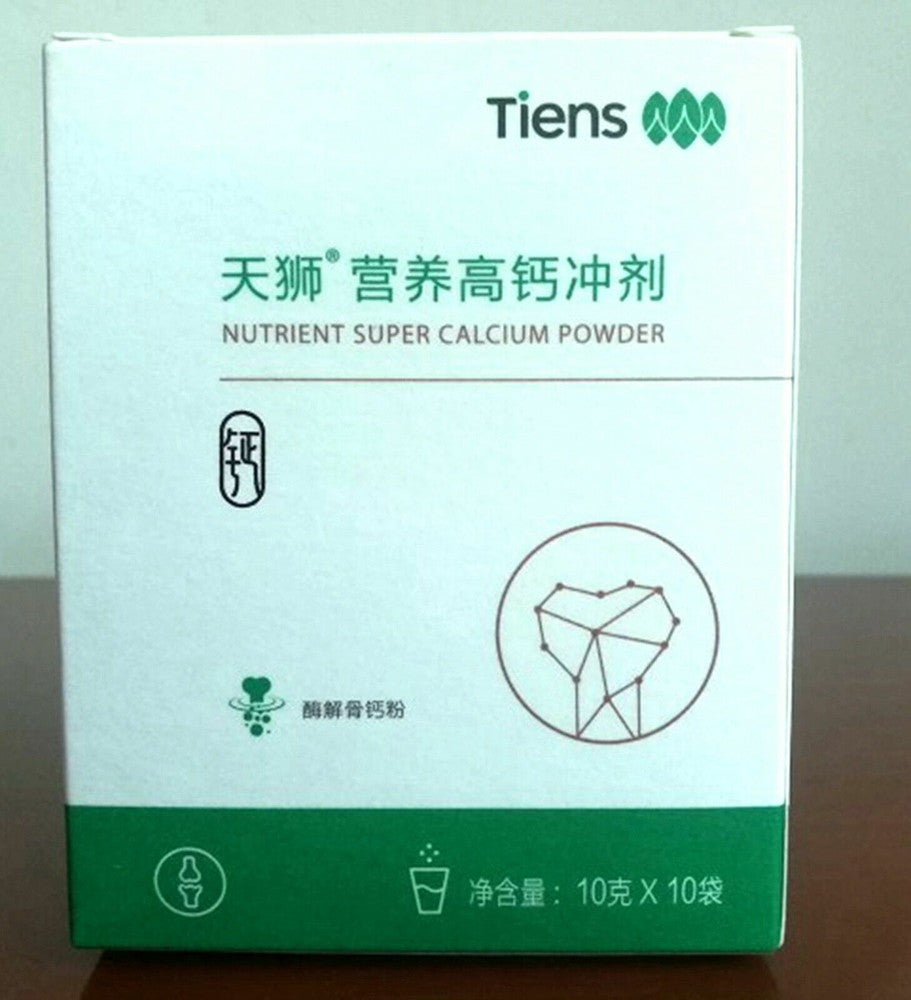 Tiens
天狮® 营养高钙冲剂
NUTRIENT SUPER CALCIUM POWDER
钙
酶解骨钙粉
净含量：10克 X 10袋